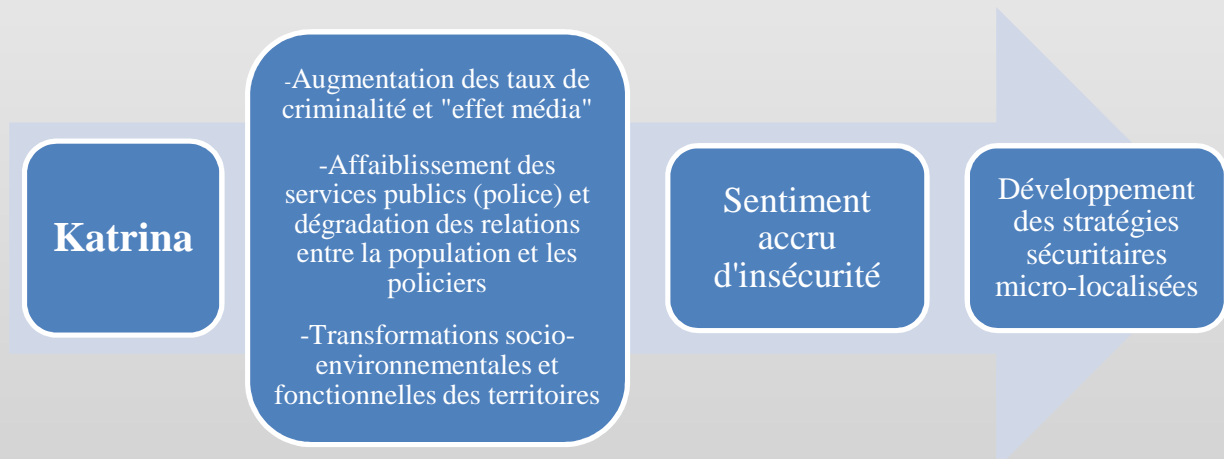 Katrina
-Augmentation des taux de
criminalité et "effet média"
-Affaiblissement des
services publics (police) et
dégradation des relations
entre la population et les
policiers
-Transformations socio-
environnementales et
fonctionnelles des territoires
Sentiment
accru
d'insécurité
Développement
des stratégies
sécuritaires
micro-localisées